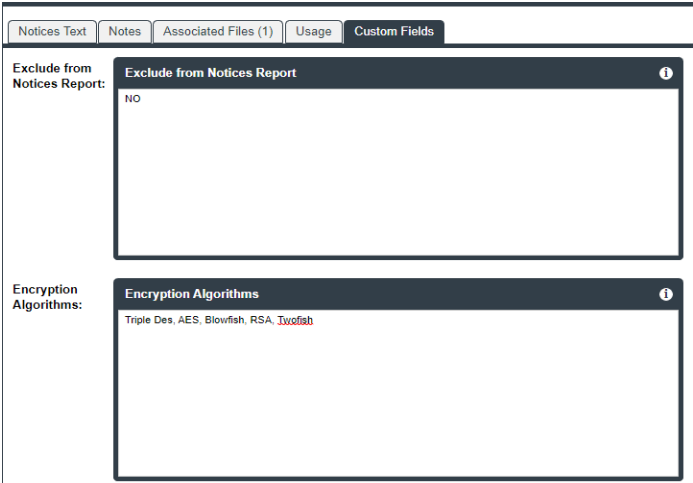 Notices Text Notes Associated Files (1) Usage Custom Fields
Exclude from
Notices Report:
Exclude from Notices Report
NO
Encryption
Algorithms:
Encryption Algorithms
Triple Des, AES, Blowfish, RSA, Twofish